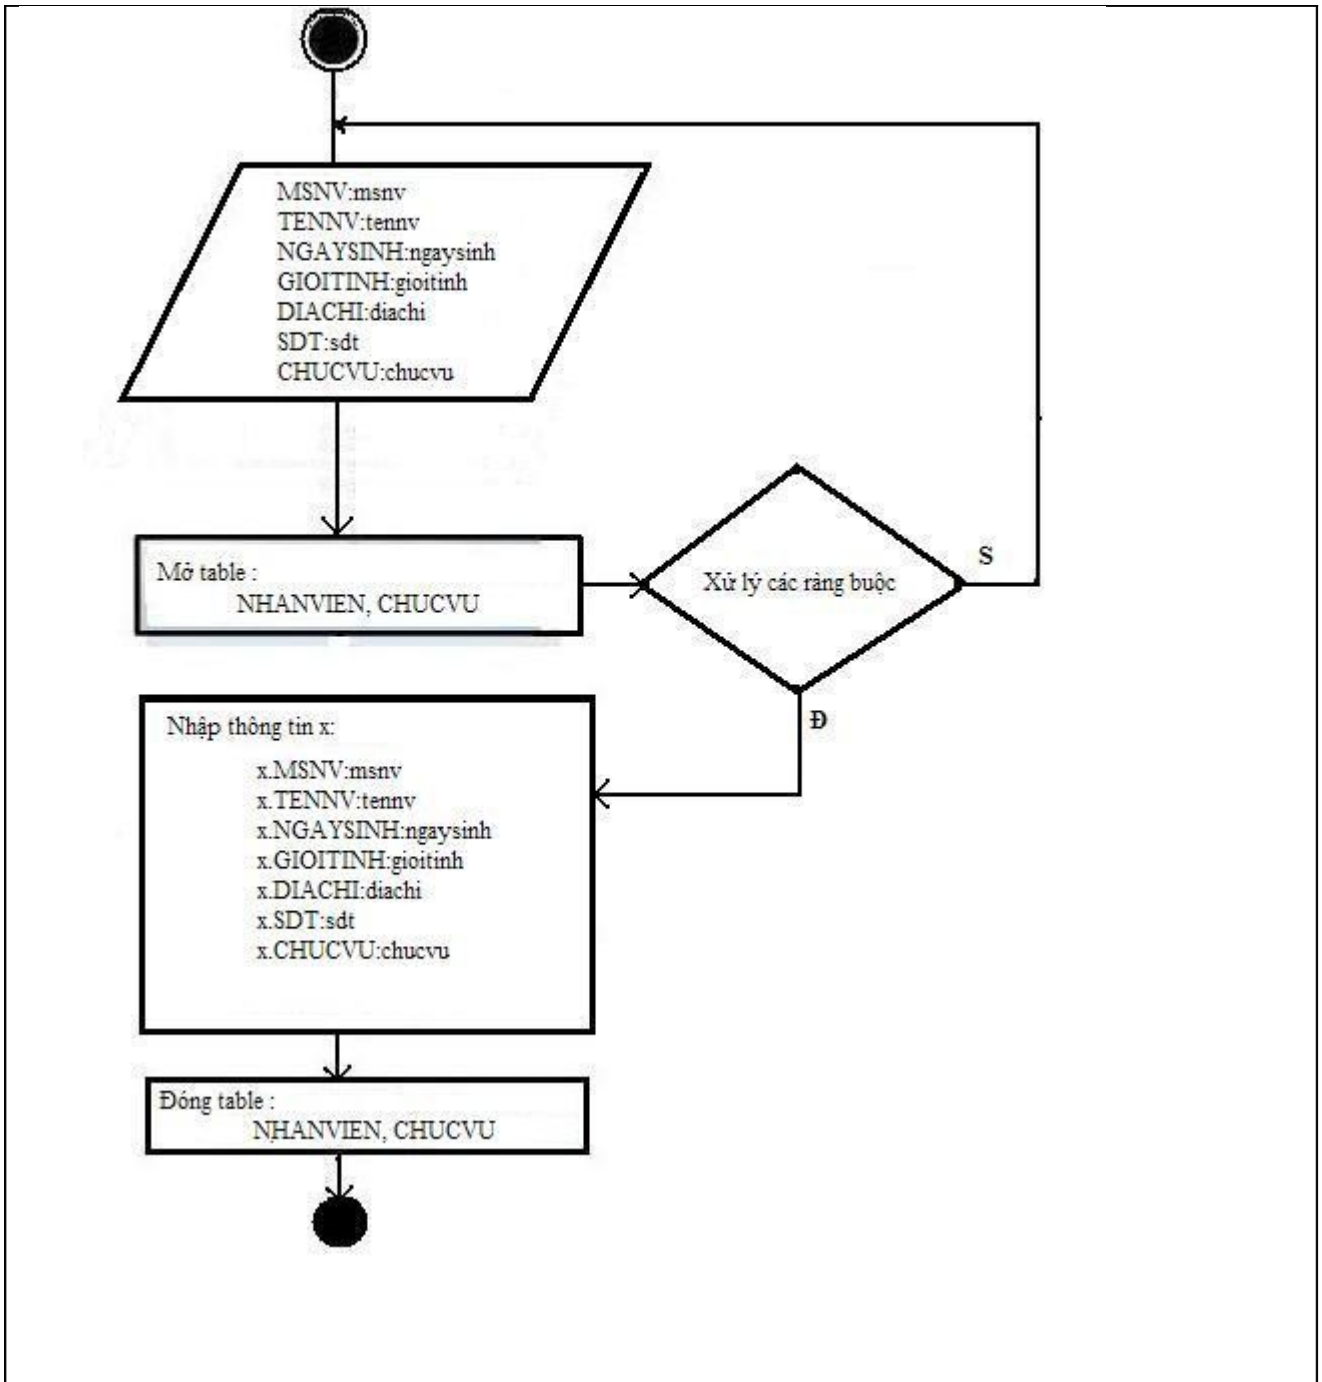 MSNV:msnv
TENNV:tennv
NGAYSINH:ngaysinh
GIOITINH:gioitinh
DIACHI:diachi
SDT:sdt
CHUCVU:chucvu
Mở table :
NHANVIEN, CHUCVU
Xử lý các ràng buộc
S
Đ
Nhập thông tin x:
x.MSNV:msnv
x.TENNV:tennv
x.NGAYSINH:ngaysinh
x.GIOITINH:gioitinh
x.DIACHI:diachi
x.SDT:sdt
x.CHUCVU:chucvu
Đóng table :
NHANVIEN, CHUCVU